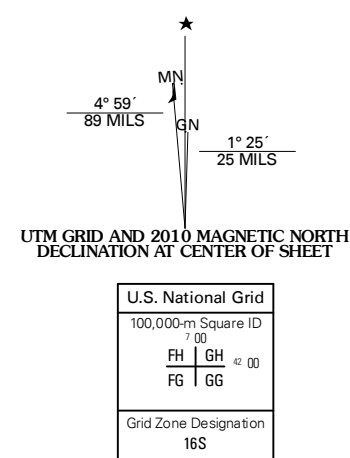 ★
MN
4° 59´
89 MILS
GN
1° 25´
25 MILS
UTM GRID AND 2010 MAGNETIC NORTH
DECLINATION AT CENTER OF SHEET
U.S. National Grid
100,000-m Square ID
7 00
FH GH 42 00
FG GG
Grid Zone Designation
16S